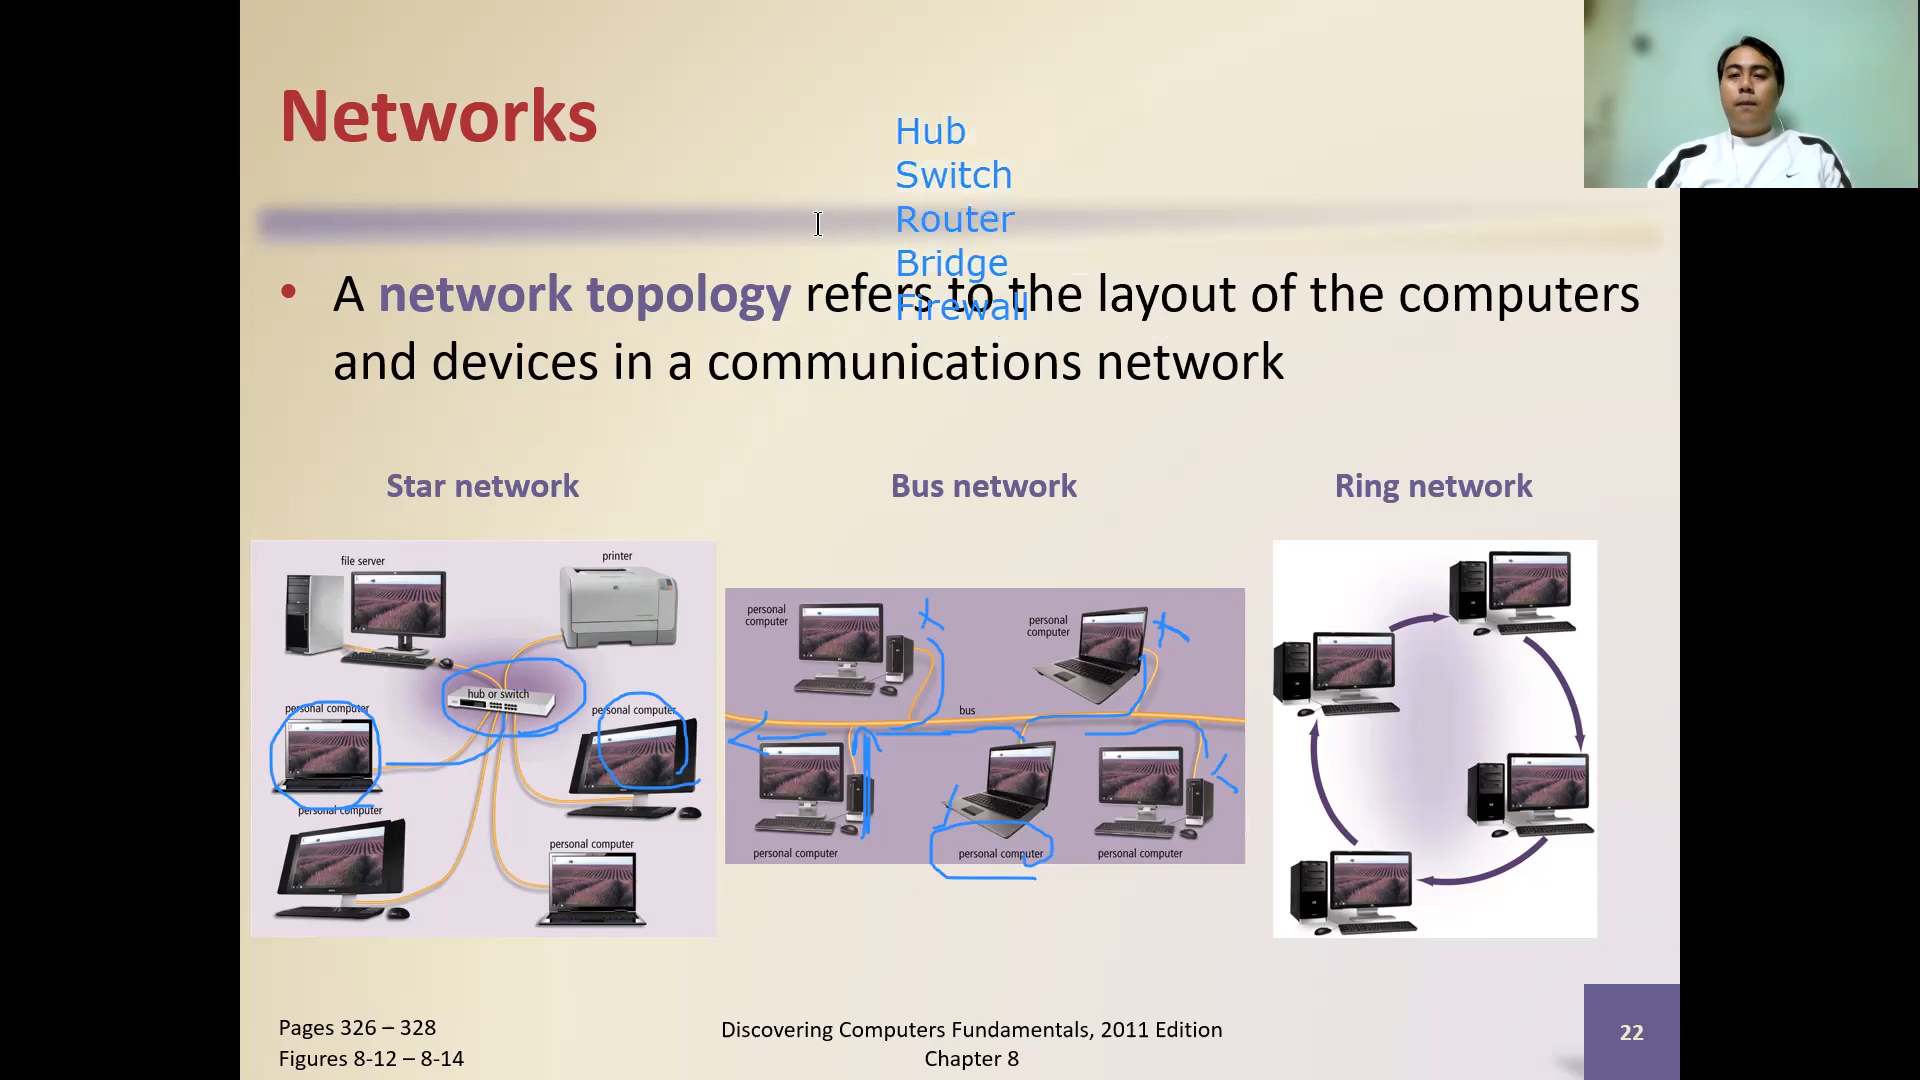 Networks
Hub
Switch
Router
Bridge
Firewall
• A network topology refers to the layout of the computers
and devices in a communications network
Star network
Bus network
Ring network
file server
printer
hub or switch
personal computer
personal computer
personal computer
personal computer
personal computer
personal computer
bus
personal computer
personal computer
personal computer
Pages 326 – 328
Figures 8-12 – 8-14
Discovering Computers Fundamentals, 2011 Edition
Chapter 8
22